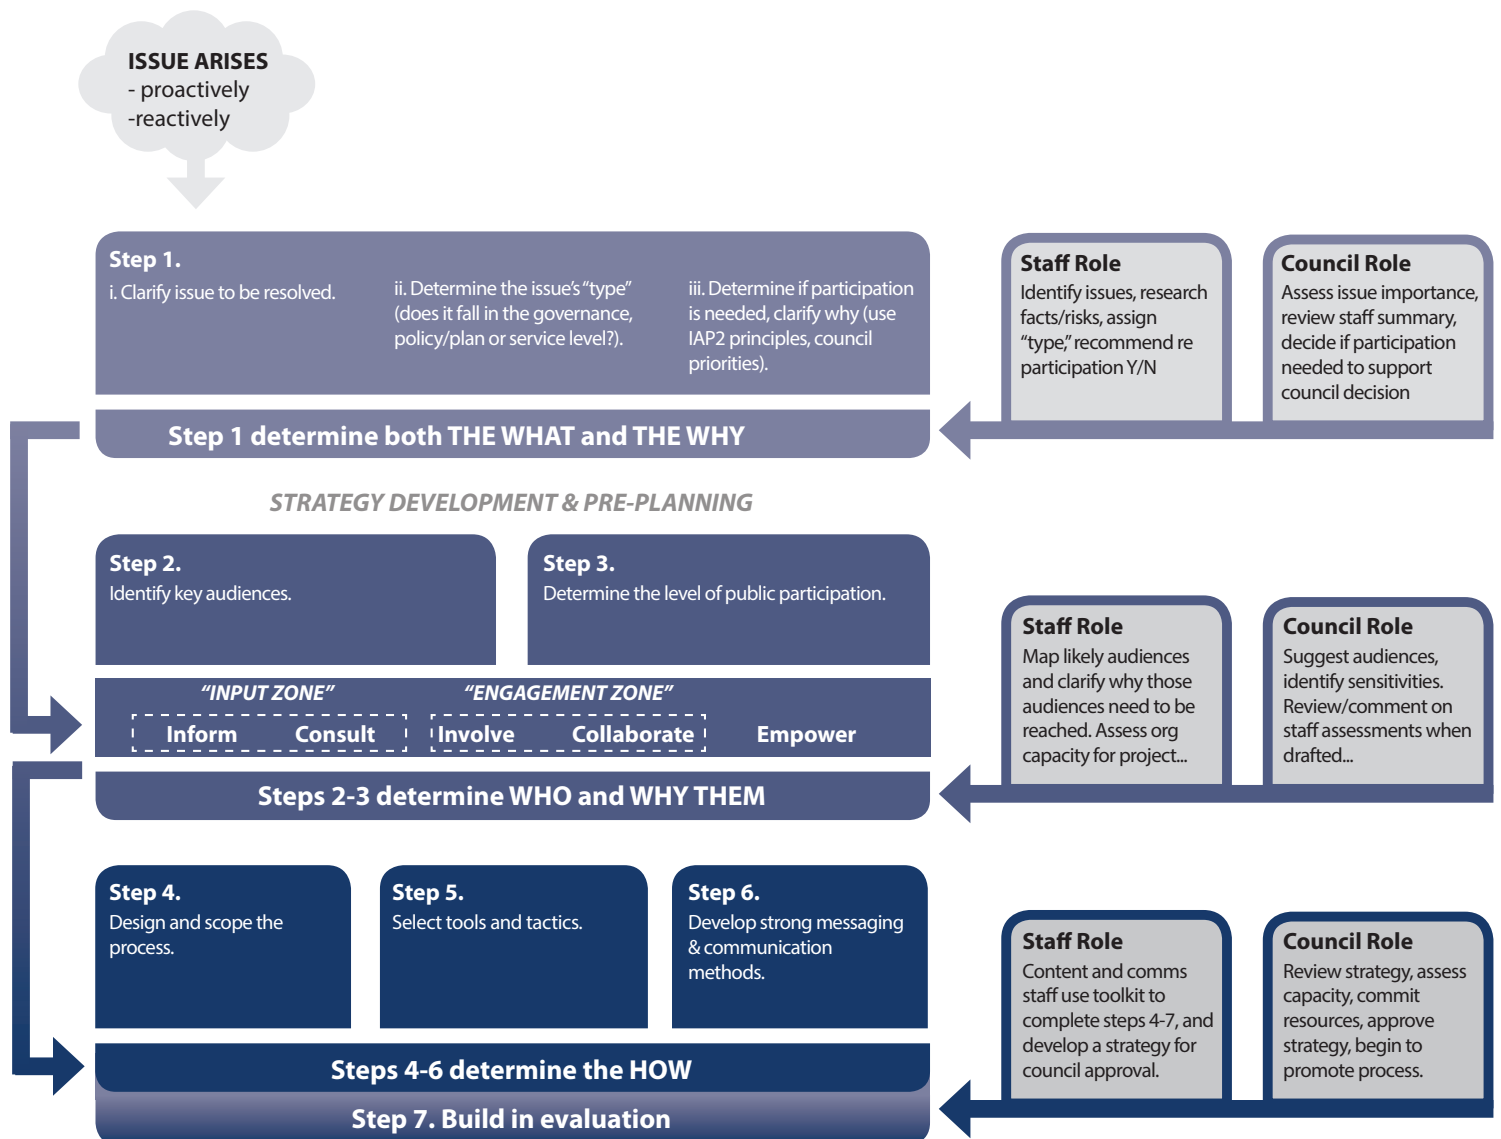 ISSUE ARISES
- proactively
-reactively
Step 1.
i. Clarify issue to be resolved.
ii. Determine the issue's “type”
(does it fall in the governance,
policy/plan or service level?).
iii. Determine if participation
is needed, clarify why (use
IAP2 principles, council
priorities).
Staff Role
Identify issues, research
facts/risks, assign
“type,” recommend re
participation Y/N
Council Role
Assess issue importance,
review staff summary,
decide if participation
needed to support
council decision
Step 1 determine both THE WHAT and THE WHY
STRATEGY DEVELOPMENT & PRE-PLANNING
Step 2.
Identify key audiences.
Step 3.
Determine the level of public participation.
“INPUT ZONE”
“ENGAGEMENT ZONE”
Inform
Consult
Involve
Collaborate
Empower
Staff Role
Map likely audiences
and clarify why those
audiences need to be
reached. Assess org
capacity for project...
Council Role
Suggest audiences,
identify sensitivities.
Review/comment on
staff assessments when
drafted...
Steps 2-3 determine WHO and WHY THEM
Step 4.
Design and scope the
process.
Step 5.
Select tools and tactics.
Step 6.
Develop strong messaging
& communication
methods.
Staff Role
Content and comms
staff use toolkit to
complete steps 4-7, and
develop a strategy for
council approval.
Council Role
Review strategy, assess
capacity, commit
resources, approve
strategy, begin to
promote process.
Steps 4-6 determine the HOW
Step 7. Build in evaluation